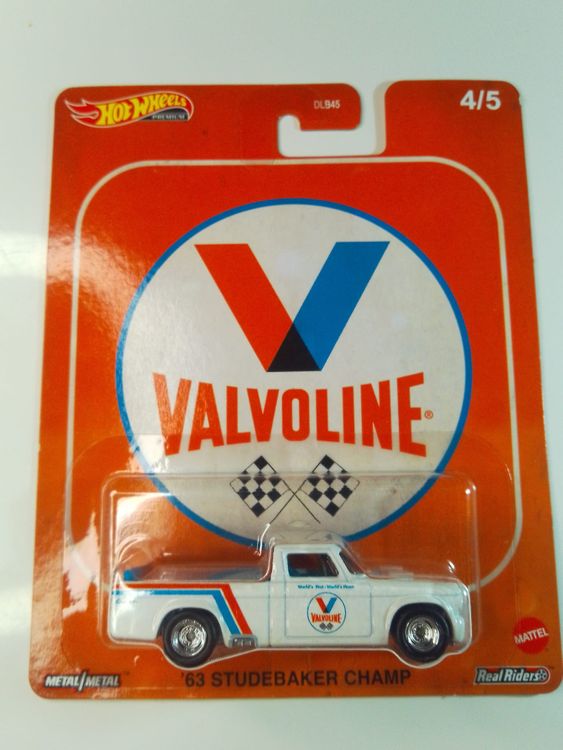 HOT WHEELS
PREMIUM
DLB45
4/5
VALVOLINE®
World's First - World's Finest
VALVOLINE
MATTEL
METAL/METAL
'63 STUDEBAKER CHAMP
Real Riders